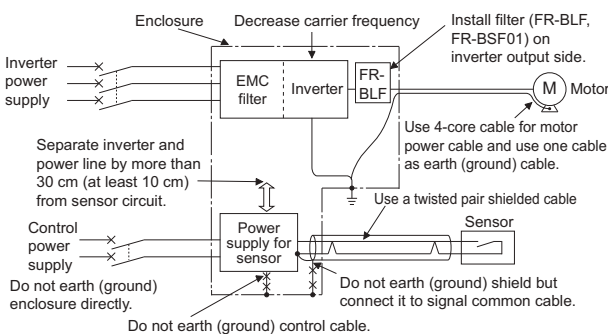 Enclosure
Decrease carrier frequency
Install filter (FR-BLF,
FR-BSF01) on
inverter output side.
Inverter
power
supply
EMC
filter
Inverter
FR-
BLF
M
Motor
Use 4-core cable for motor
power cable and use one cable
as earth (ground) cable.
Separate inverter and
power line by more than
30 cm (at least 10 cm)
from sensor circuit.
Use a twisted pair shielded cable
Control
power
supply
Power
supply for
sensor
Sensor
Do not earth (ground)
enclosure directly.
Do not earth (ground) shield but
connect it to signal common cable.
Do not earth (ground) control cable.